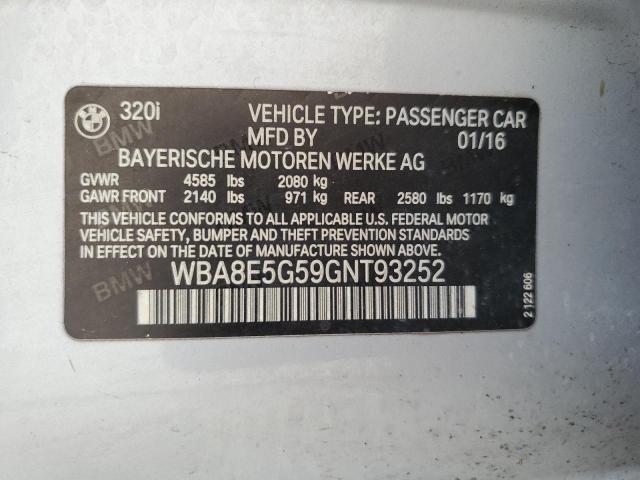 BMW 320i VEHICLE TYPE: PASSENGER CAR
MFD BY 01/16
BAYERISCHE MOTOREN WERKE AG
GVWR 4585 lbs 2080 kg
GAWR FRONT 2140 lbs 971 kg REAR 2580 lbs 1170 kg
THIS VEHICLE CONFORMS TO ALL APPLICABLE U.S. FEDERAL MOTOR
VEHICLE SAFETY, BUMPER AND THEFT PREVENTION STANDARDS
IN EFFECT ON THE DATE OF MANUFACTURE SHOWN ABOVE.
WBA8E5G59GNT93252
2 122 606
BMW
BMW